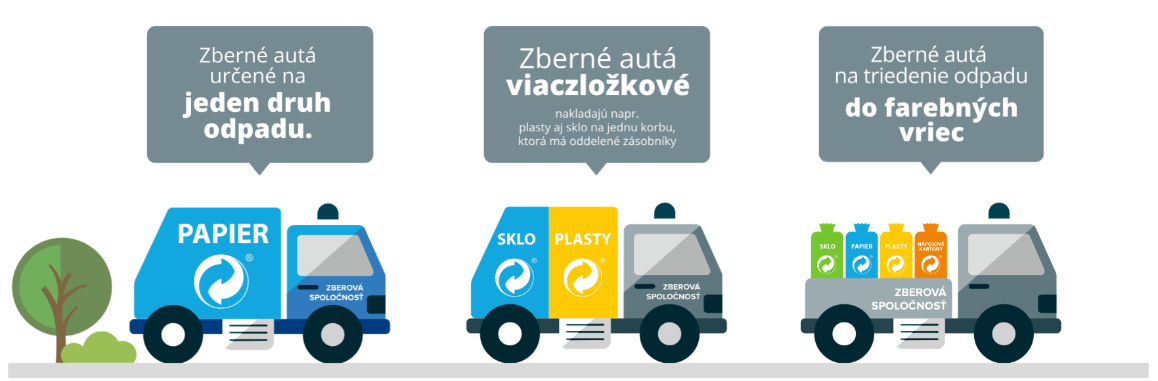 Zberné autá
určené na
jeden druh
odpadu.
Zberné autá
viaczložkové
nakladajú napr.
plasty aj sklo na jednu korbu,
ktorá má oddelené zásobníky
Zberné autá
na triedenie odpadu
do farebných
vriec
PAPIER
®
ZBEROVÁ
SPOLOČNOSŤ
SKLO
PLASTY
®
ZBEROVÁ
SPOLOČNOSŤ
SKLO
PAPIER
PLASTY
NÁPOJOVÉ
KARTÓNY
ZBEROVÁ
SPOLOČNOSŤ